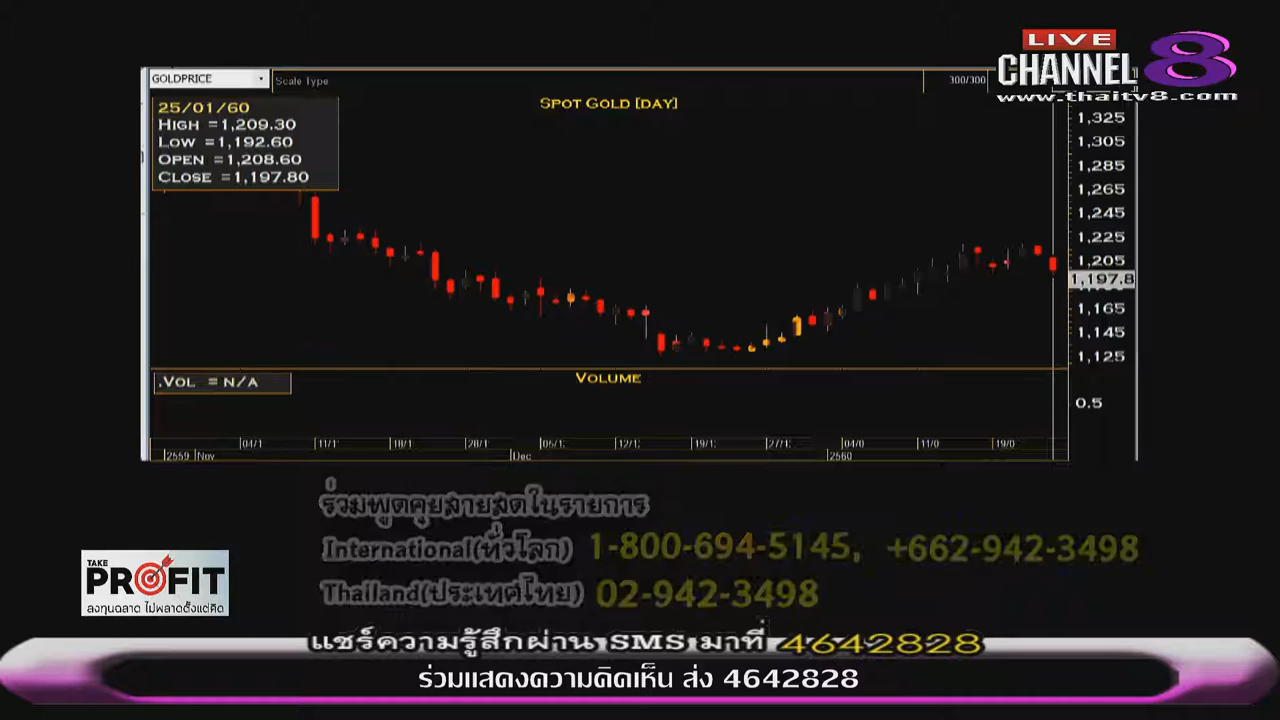 LIVE
CHANNEL 8
www.thaitv8.com
GOLDPRICE
Scale Type
300/300
25/01/60
HIGH =1,209.30
LOW =1,192.60
OPEN =1,208.60
CLOSE =1,197.80
SPOT GOLD [DAY]
1,325
1,305
1,285
1,265
1,245
1,225
1,205
1,197.8
1,165
1,145
1,125
.VOL = N/A
VOLUME
0.5
04/1 11/1 18/1 28/1 05/1 12/1 19/1 27/1 04/0 11/0 19/0
2559 Nov Dec 2560
ร่วมพูดคุยสายสดในรายการ
International(ทั่วโลก) 1-800-694-5145, +662-942-3498
Thailand(ประเทศไทย) 02-942-3498
TAKE
PROFIT
ลงทุนฉลาด ไม่พลาดตั้งแต่คิด
แชร์ความรู้สึกผ่าน SMS มาที่ 4642828
ร่วมแสดงความคิดเห็น ส่ง 4642828